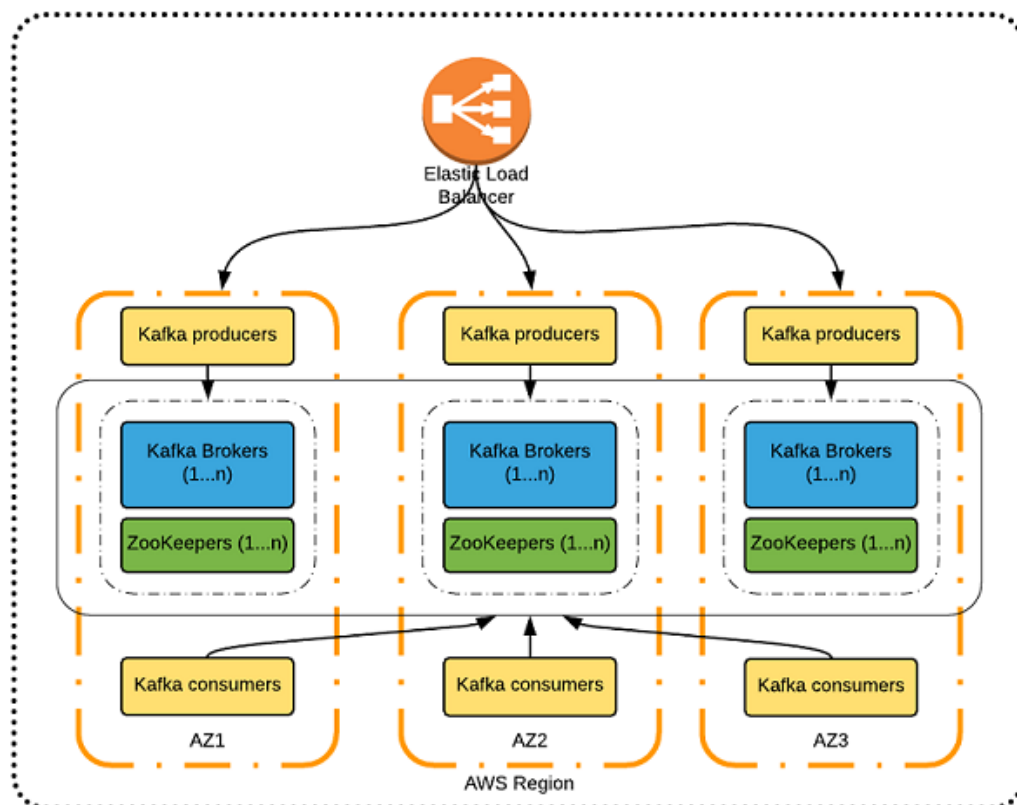 Elastic Load
Balancer
Kafka producers
Kafka producers
Kafka producers
Kafka Brokers
(1...n)
Kafka Brokers
(1...n)
Kafka Brokers
(1...n)
ZooKeepers (1...n)
ZooKeepers (1...n)
ZooKeepers (1...n)
Kafka consumers
Kafka consumers
Kafka consumers
AZ1
AZ2
AZ3
AWS Region